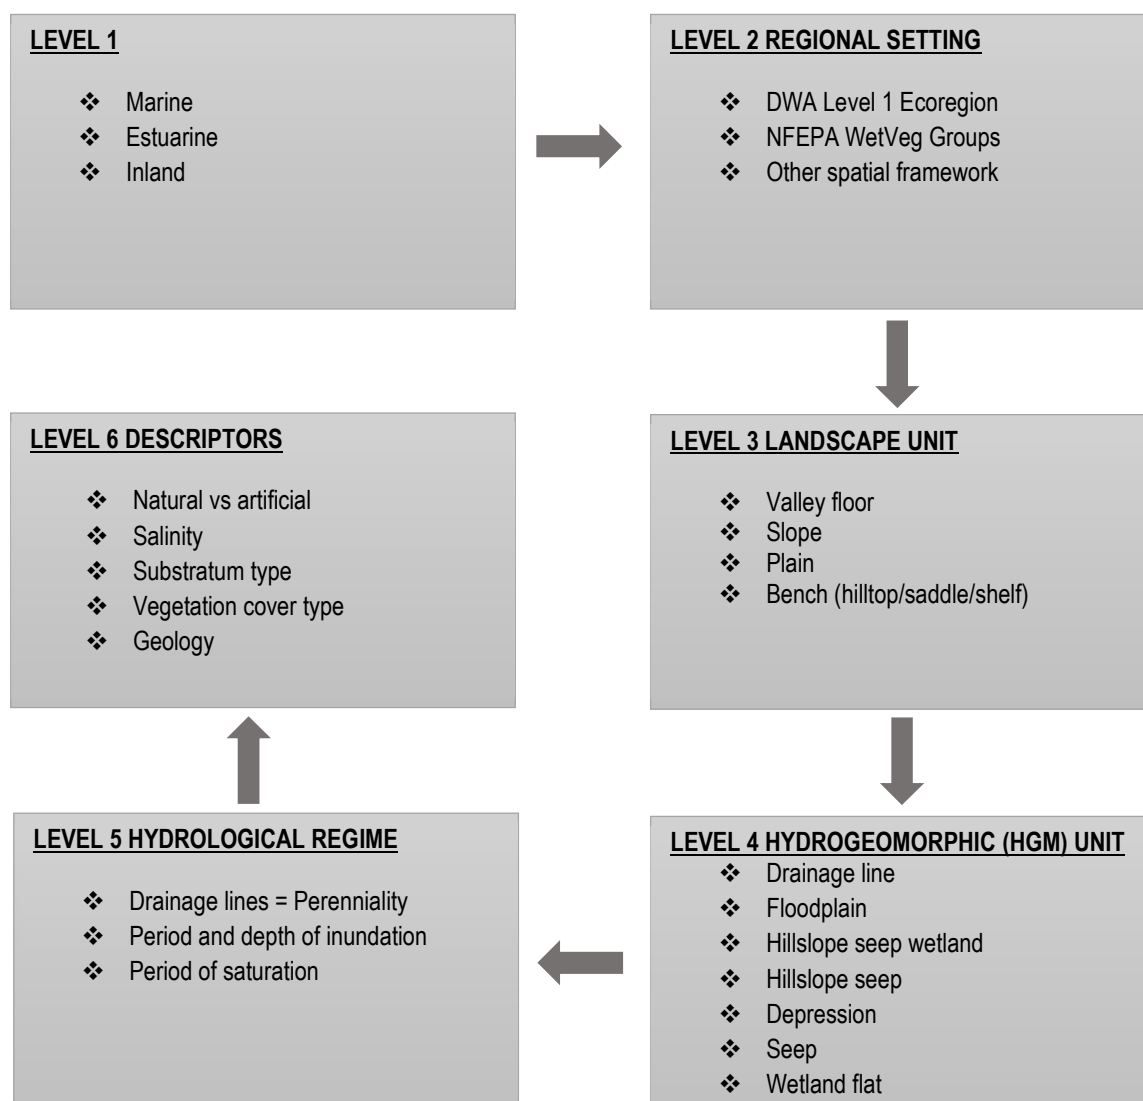 LEVEL 1
❖ Marine
❖ Estuarine
❖ Inland
LEVEL 2 REGIONAL SETTING
❖ DWA Level 1 Ecoregion
❖ NFEPA WetVeg Groups
❖ Other spatial framework
LEVEL 3 LANDSCAPE UNIT
❖ Valley floor
❖ Slope
❖ Plain
❖ Bench (hilltop/saddle/shelf)
LEVEL 4 HYDROGEOMORPHIC (HGM) UNIT
❖ Drainage line
❖ Floodplain
❖ Hillslope seep wetland
❖ Hillslope seep
❖ Depression
❖ Seep
❖ Wetland flat
LEVEL 5 HYDROLOGICAL REGIME
❖ Drainage lines = Perenniality
❖ Period and depth of inundation
❖ Period of saturation
LEVEL 6 DESCRIPTORS
❖ Natural vs artificial
❖ Salinity
❖ Substratum type
❖ Vegetation cover type
❖ Geology